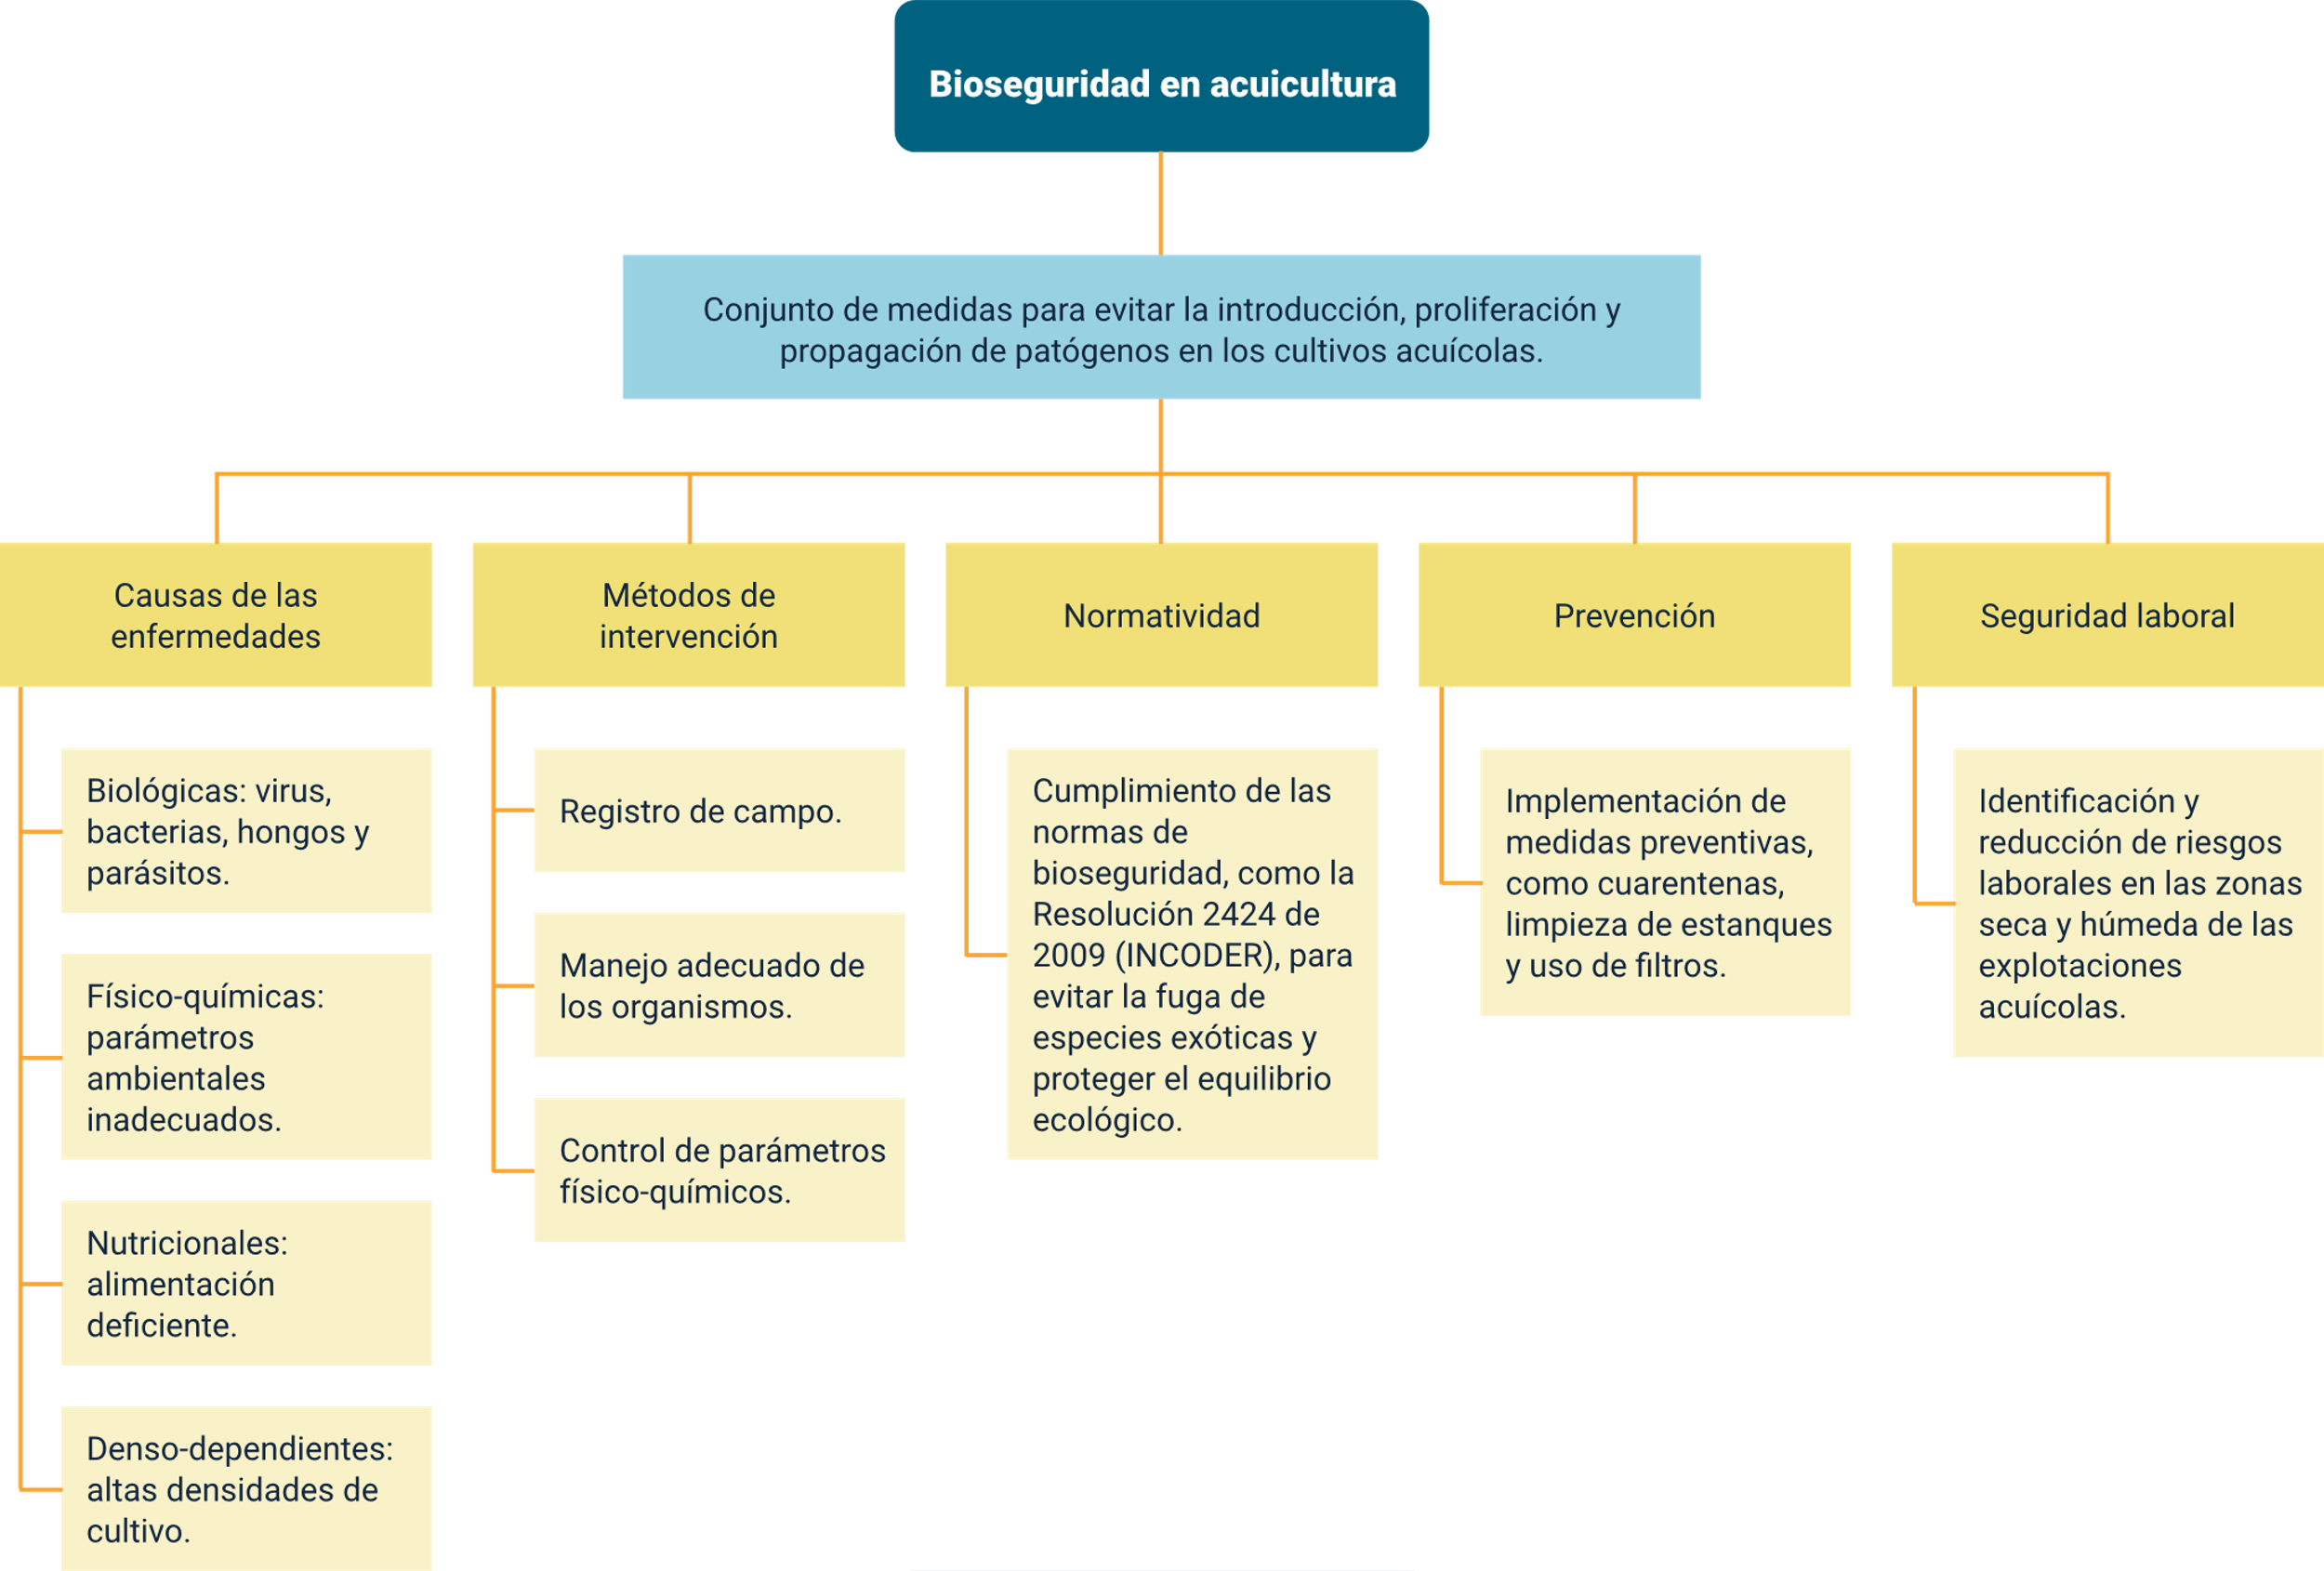 Bioseguridad en acuicultura
Conjunto de medidas para evitar la introducción, proliferación y
propagación de patógenos en los cultivos acuícolas.
Causas de las
enfermedades
Biológicas: virus,
bacterias, hongos y
parásitos.
Físico-químicas:
parámetros
ambientales
inadecuados.
Nutricionales:
alimentación
deficiente.
Denso-dependientes:
altas densidades de
cultivo.
Métodos de
intervención
Registro de campo.
Manejo adecuado de
los organismos.
Control de parámetros
físico-químicos.
Normatividad
Cumplimiento de las
normas de
bioseguridad, como la
Resolución 2424 de
2009 (INCODER), para
evitar la fuga de
especies exóticas y
proteger el equilibrio
ecológico.
Prevención
Implementación de
medidas preventivas,
como cuarentenas,
limpieza de estanques
y uso de filtros.
Seguridad laboral
Identificación y
reducción de riesgos
laborales en las zonas
seca y húmeda de las
explotaciones
acuícolas.